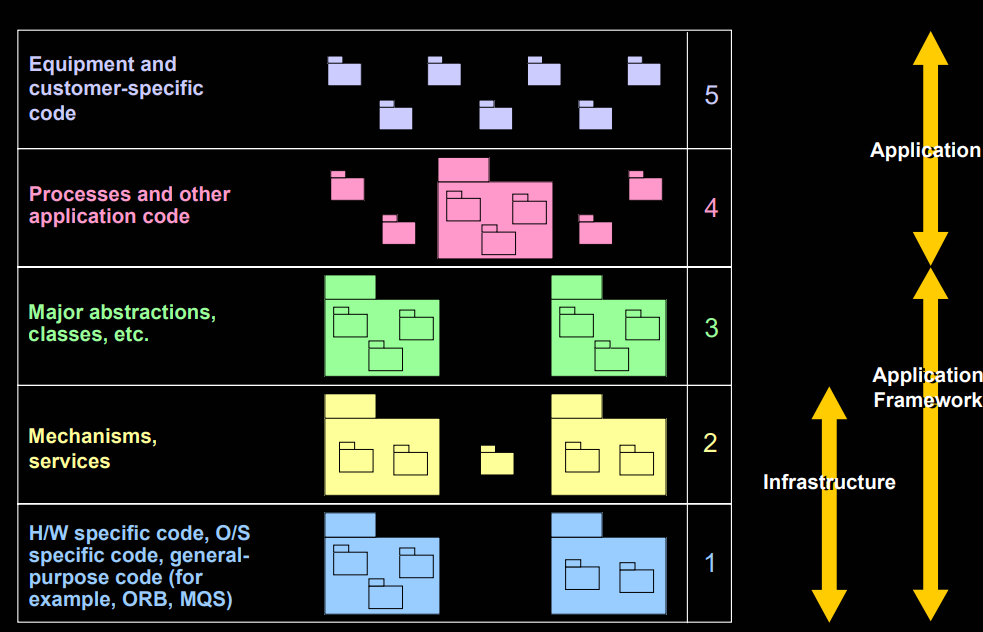 Equipment and
customer-specific
code
5
Processes and other
application code
4
Major abstractions,
classes, etc.
3
Mechanisms,
services
2
H/W specific code, O/S
specific code, general-
purpose code (for
example, ORB, MQS)
1
Application
Application
Framework
Infrastructure